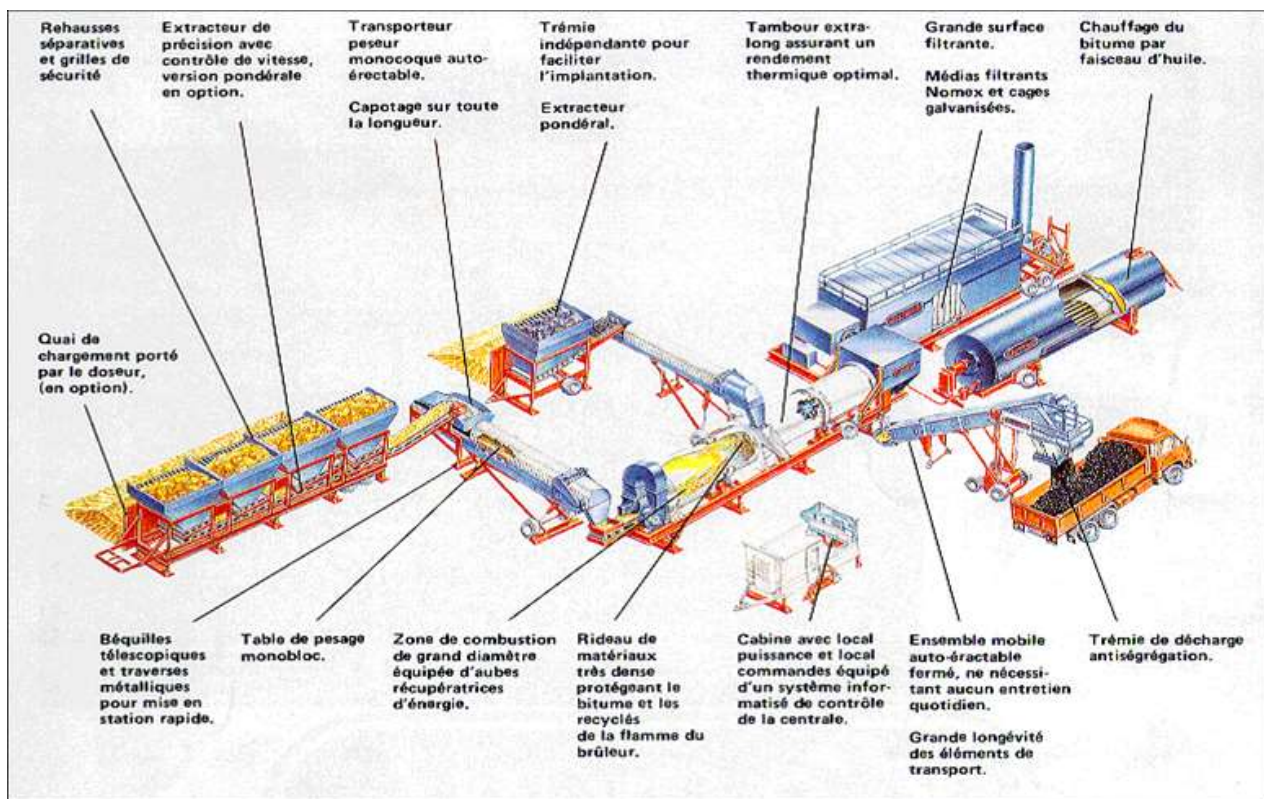 Rehausses
séparatives
et grilles de
sécurité
Extracteur de
précision avec
contrôle de vitesse,
version pondérale
en option.
Transporteur
peseur
monocoque auto-
érectable.
Capotage sur toute
la longueur.
Trémie
indépendante pour
faciliter
l'implantation.
Extracteur
pondéral.
Tambour extra-
long assurant un
rendement
thermique optimal.
Grande surface
filtrante.
Médias filtrants
Nomex et cages
galvanisées.
Chauffage du
bitume par
faisceau d'huile.
Quai de
chargement porté
par le doseur,
(en option).
Béquilles
télescopiques
et traverses
métalliques
pour mise en
station rapide.
Table de pesage
monobloc.
Zone de combustion
de grand diamètre
équipée d'aubes
récupératrices
d'énergie.
Rideau de
matériaux
très dense
protégeant le
bitume et les
recyclés
de la flamme du
brûleur.
Cabine avec local
puissance et local
commandes équipé
d'un système infor-
matisé de contrôle
de la centrale.
Ensemble mobile
auto-éractable
fermé, ne nécessi-
tant aucun entretien
quotidien.
Grande longévité
des éléments de
transport.
Trémie de décharge
antiségrégation.